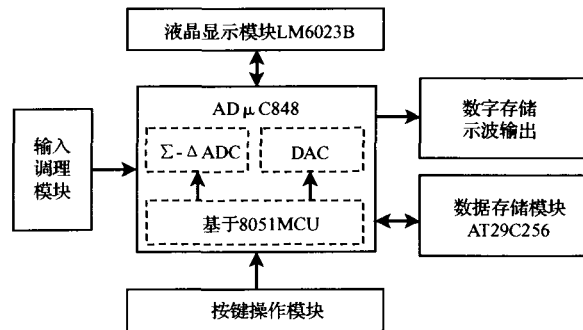 液晶显示模块LM6023B
ADμC848
Σ-ΔADC
DAC
基于8051MCU
输入
调理
模块
数字存储
示波输出
数据存储模块
AT29C256
按键操作模块